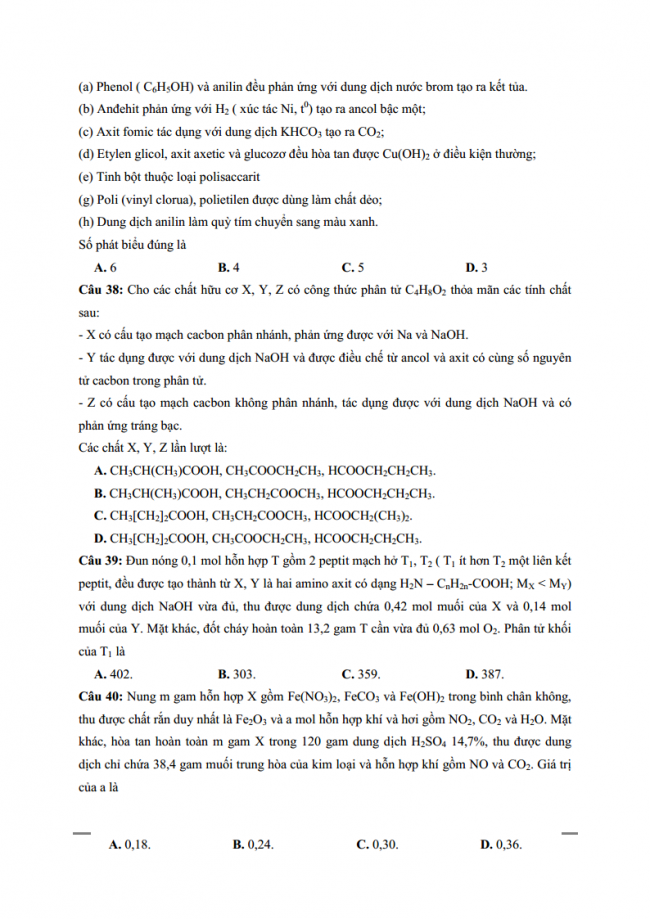 (a) Phenol ( C₆H₅OH) và anilin đều phản ứng với dung dịch nước brom tạo ra kết tủa.
(b) Anđehit phản ứng với H₂ ( xúc tác Ni, t⁰) tạo ra ancol bậc một;
(c) Axit fomic tác dụng với dung dịch KHCO₃ tạo ra CO₂;
(d) Etylen glicol, axit axetic và glucozơ đều hòa tan được Cu(OH)₂ ở điều kiện thường;
(e) Tinh bột thuộc loại polisaccarit
(g) Poli (vinyl clorua), polietilen được dùng làm chất dẻo;
(h) Dung dịch anilin làm quỳ tím chuyển sang màu xanh.
Số phát biểu đúng là
A. 6 B. 4 C. 5 D. 3
Câu 38: Cho các chất hữu cơ X, Y, Z có công thức phân tử C₄H₈O₂ thỏa mãn các tính chất
sau:
- X có cấu tạo mạch cacbon phân nhánh, phản ứng được với Na và NaOH.
- Y tác dụng được với dung dịch NaOH và được điều chế từ ancol và axit có cùng số nguyên
tử cacbon trong phân tử.
- Z có cấu tạo mạch cacbon không phân nhánh, tác dụng được với dung dịch NaOH và có
phản ứng tráng bạc.
Các chất X, Y, Z lần lượt là:
A. CH₃CH(CH₃)COOH, CH₃COOCH₂CH₃, HCOOCH₂CH₂CH₃.
B. CH₃CH(CH₃)COOH, CH₃CH₂COOCH₃, HCOOCH₂CH₂CH₃.
C. CH₃[CH₂]₂COOH, CH₃CH₂COOCH₃, HCOOCH₂(CH₃)₂.
D. CH₃[CH₂]₂COOH, CH₃COOCH₂CH₃, HCOOCH₂CH₂CH₃.
Câu 39: Đun nóng 0,1 mol hỗn hợp T gồm 2 peptit mạch hở T₁, T₂ ( T₁ ít hơn T₂ một liên kết
peptit, đều được tạo thành từ X, Y là hai amino axit có dạng H₂N – CₙH₂ₙ-COOH; Mₓ < M<sub>Y</sub>)
với dung dịch NaOH vừa đủ, thu được dung dịch chứa 0,42 mol muối của X và 0,14 mol
muối của Y. Mặt khác, đốt cháy hoàn toàn 13,2 gam T cần vừa đủ 0,63 mol O₂. Phân tử khối
của T₁ là
A. 402. B. 303. C. 359. D. 387.
Câu 40: Nung m gam hỗn hợp X gồm Fe(NO₃)₂, FeCO₃ và Fe(OH)₂ trong bình chân không,
thu được chất rắn duy nhất là Fe₂O₃ và a mol hỗn hợp khí và hơi gồm NO₂, CO₂ và H₂O. Mặt
khác, hòa tan hoàn toàn m gam X trong 120 gam dung dịch H₂SO₄ 14,7%, thu được dung
dịch chỉ chứa 38,4 gam muối trung hòa của kim loại và hỗn hợp khí gồm NO và CO₂. Giá trị
của a là
A. 0,18. B. 0,24. C. 0,30. D. 0,36.